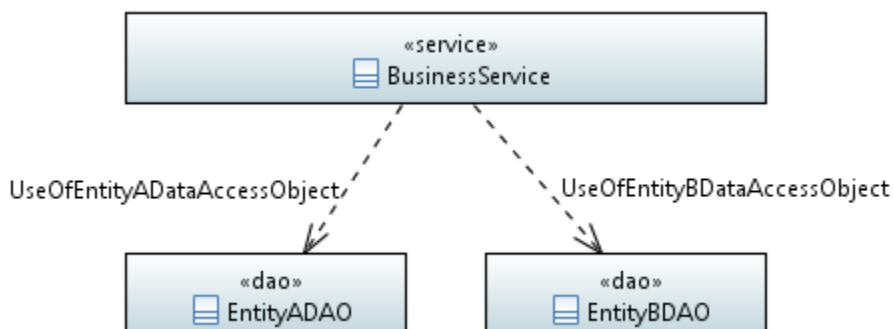 «service»
BusinessService
UseOfEntityADataAccessObject
UseOfEntityBDataAccessObject
«dao»
EntityADAO
«dao»
EntityBDAO